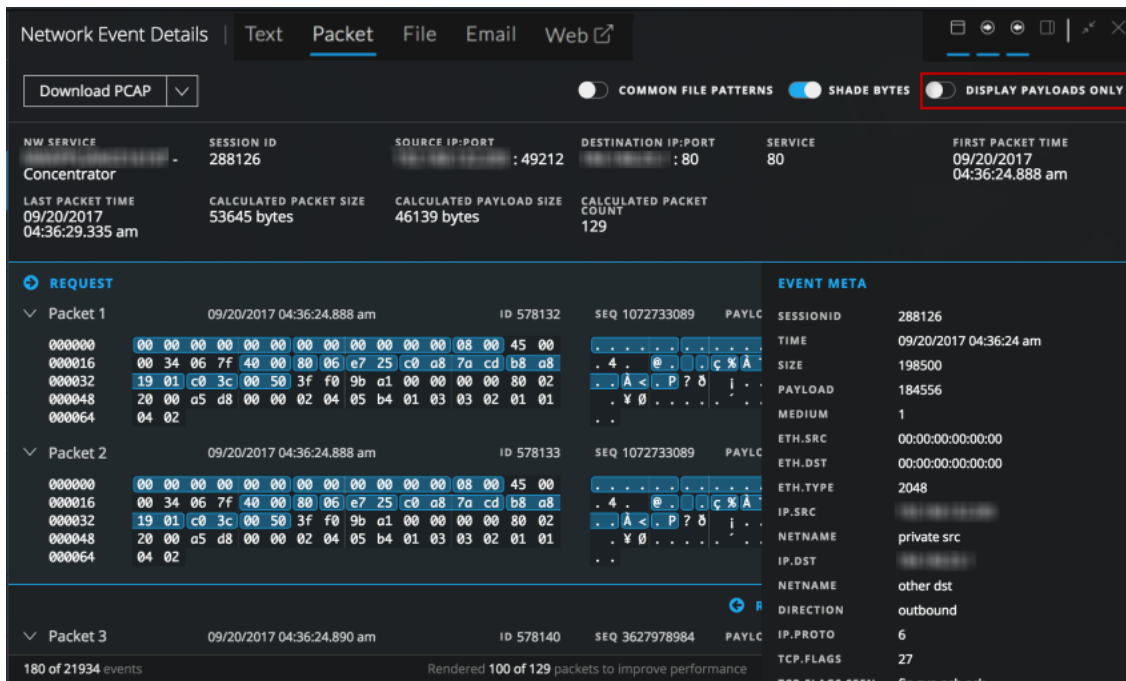 Network Event Details | Text Packet File Email Web
Download PCAP
COMMON FILE PATTERNS SHADE BYTES DISPLAY PAYLOADS ONLY
NW SERVICE SESSION ID SOURCE IP:PORT DESTINATION IP:PORT SERVICE FIRST PACKET TIME
- 288126 : 49212 : 80 80 09/20/2017
Concentrator 04:36:24.888 am
LAST PACKET TIME CALCULATED PACKET SIZE CALCULATED PAYLOAD SIZE CALCULATED PACKET
COUNT
09/20/2017 53645 bytes 46139 bytes 129
04:36:29.335 am
REQUEST
Packet 1 09/20/2017 04:36:24.888 am ID 578132 SEQ 1072733089 PAYLC
000000 00 00 00 00 00 00 00 00 00 00 00 00 08 00 45 00 . . . . . . . . . . .
000016 00 34 06 7f 40 00 80 06 e7 25 c0 a8 7a cd b8 a8 . 4 . @ . . ç % À
000032 19 01 c0 3c 00 50 3f f0 9b a1 00 00 00 00 80 02 . . À < . P ? ð ¡ . .
000048 20 00 a5 d8 00 00 02 04 05 b4 01 03 03 02 01 01 . ¥ Ø . . . . . ´ . .
000064 04 02 . .
Packet 2 09/20/2017 04:36:24.888 am ID 578133 SEQ 1072733089 PAYLC
000000 00 00 00 00 00 00 00 00 00 00 00 00 08 00 45 00 . . . . . . . . . . .
000016 00 34 06 7f 40 00 80 06 e7 25 c0 a8 7a cd b8 a8 . 4 . @ . . ç % À
000032 19 01 c0 3c 00 50 3f f0 9b a1 00 00 00 00 80 02 . . À < . P ? ð ¡ . .
000048 20 00 a5 d8 00 00 02 04 05 b4 01 03 03 02 01 01 . ¥ Ø . . . . . ´ . .
000064 04 02 . .
R
Packet 3 09/20/2017 04:36:24.890 am ID 578140 SEQ 3627978984 PAYLC
180 of 21934 events Rendered 100 of 129 packets to improve performance
EVENT META
SESSIONID 288126
TIME 09/20/2017 04:36:24 am
SIZE 198500
PAYLOAD 184556
MEDIUM 1
ETH.SRC 00:00:00:00:00:00
ETH.DST 00:00:00:00:00:00
ETH.TYPE 2048
IP.SRC
NETNAME private src
IP.DST
NETNAME other dst
DIRECTION outbound
IP.PROTO 6
TCP.FLAGS 27